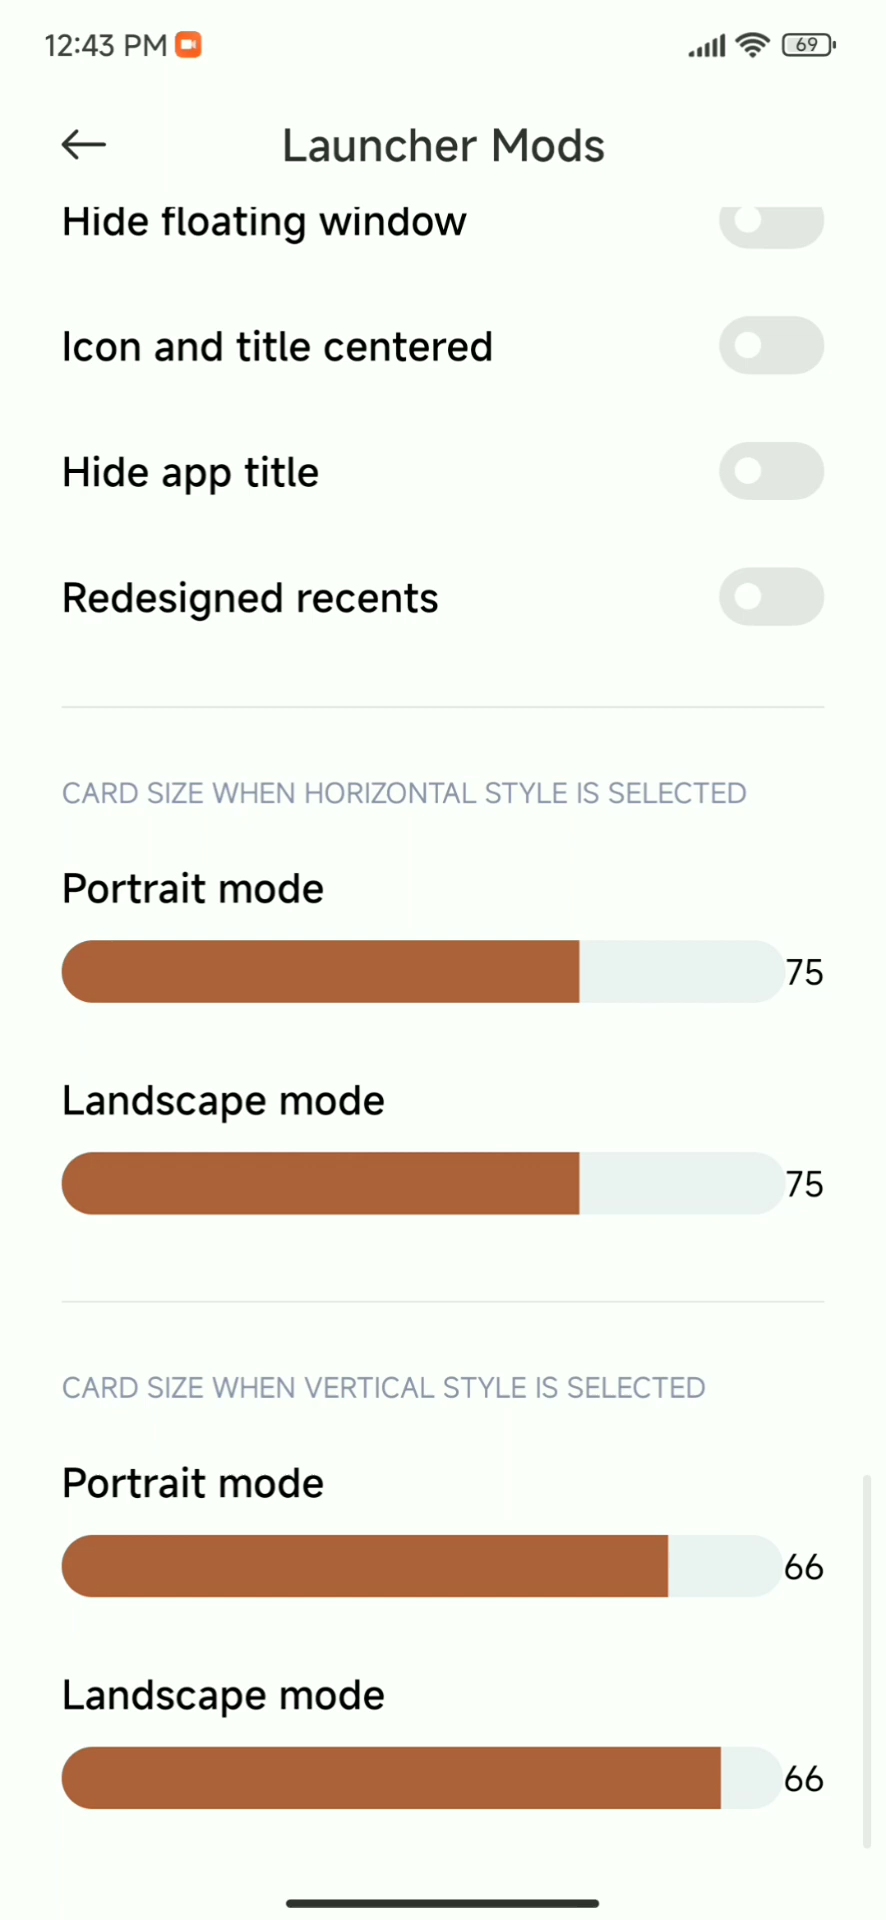 12:43 PM
69
Launcher Mods
Hide floating window
Icon and title centered
Hide app title
Redesigned recents
CARD SIZE WHEN HORIZONTAL STYLE IS SELECTED
Portrait mode
75
Landscape mode
75
CARD SIZE WHEN VERTICAL STYLE IS SELECTED
Portrait mode
66
Landscape mode
66